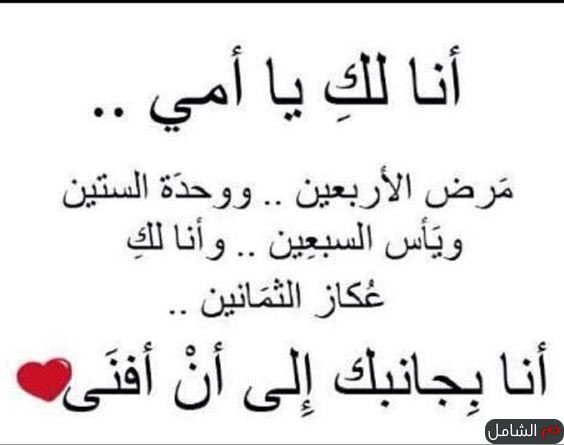 أنا لكِ يا أمي ..
مَرض الأربعين .. ووحدَة الستين
ويَأس السبعِين .. وأنا لكِ
عُكاز الثمَانين ..
أنا بِجانبك إِلى أنْ أفنَى
الشامل